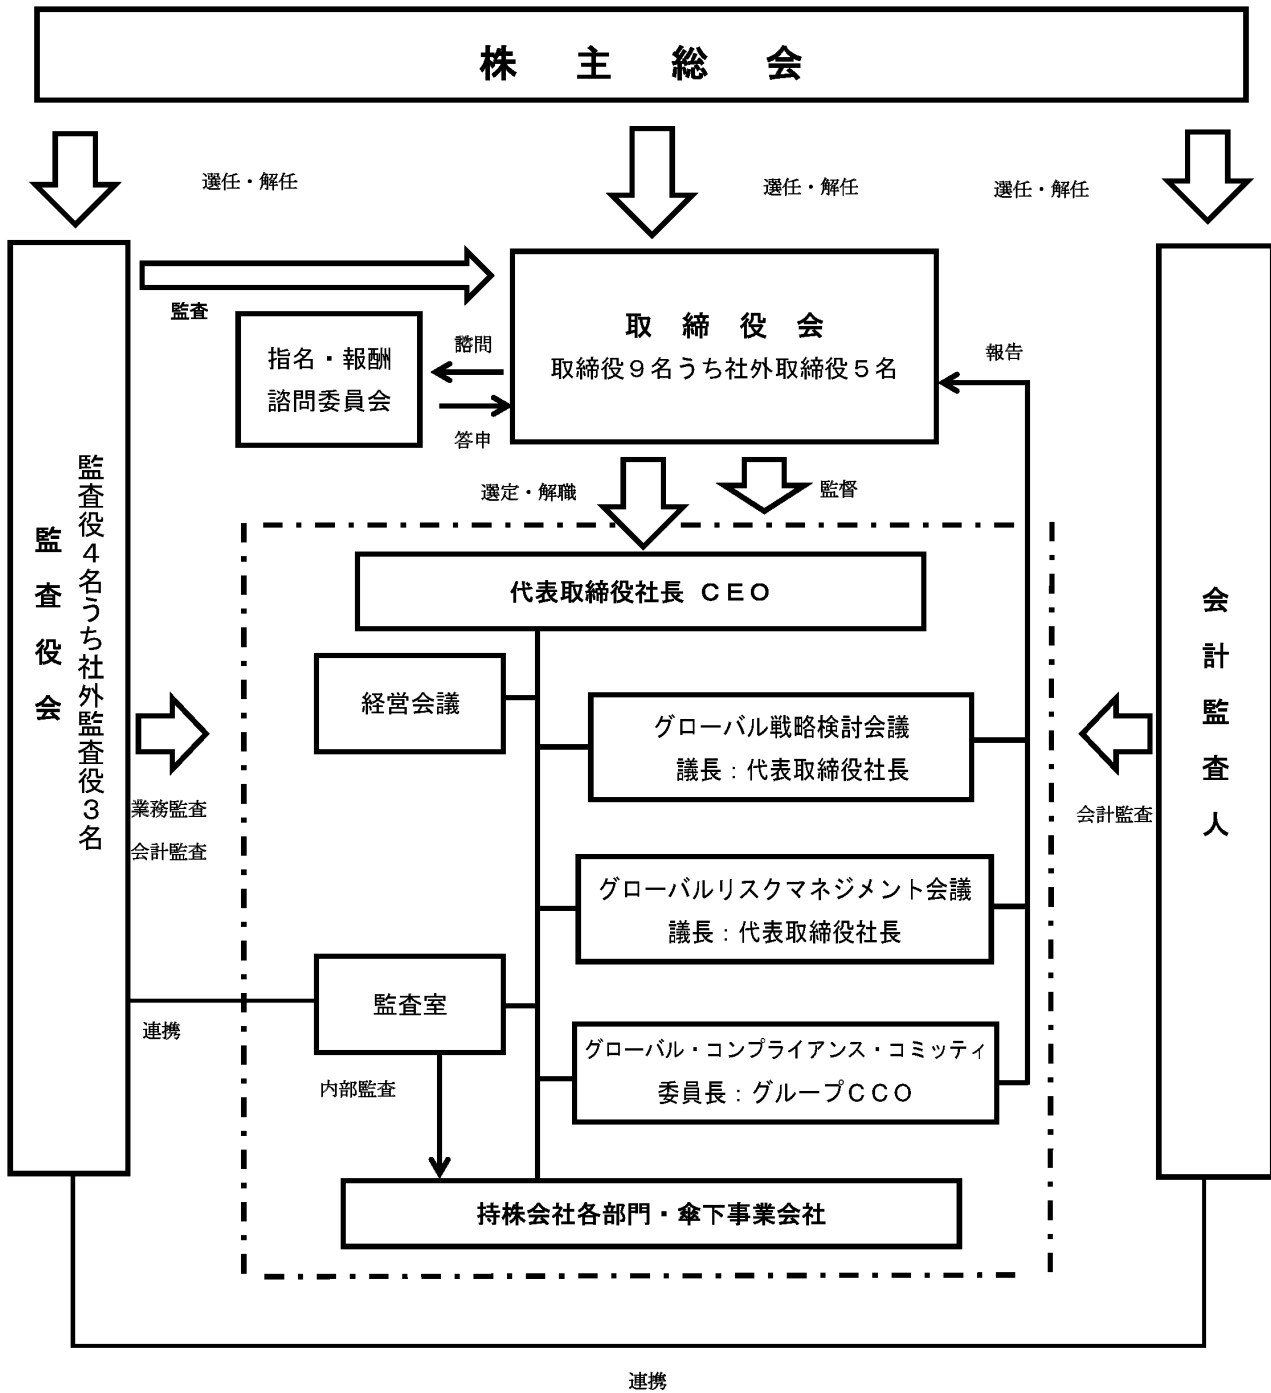 株主総会
選任・解任
選任・解任
選任・解任
監査
取締役会
取締役９名うち社外取締役５名
指名・報酬
諮問委員会
諮問
答申
報告
選定・解職
監督
監査役会
監査役４名うち社外監査役３名
会計監査人
代表取締役社長 ＣＥＯ
経営会議
グローバル戦略検討会議
議長：代表取締役社長
業務監査
会計監査
会計監査
グローバルリスクマネジメント会議
議長：代表取締役社長
監査室
連携
グローバル・コンプライアンス・コミッティ
委員長：グループＣＣＯ
内部監査
持株会社各部門・傘下事業会社
連携